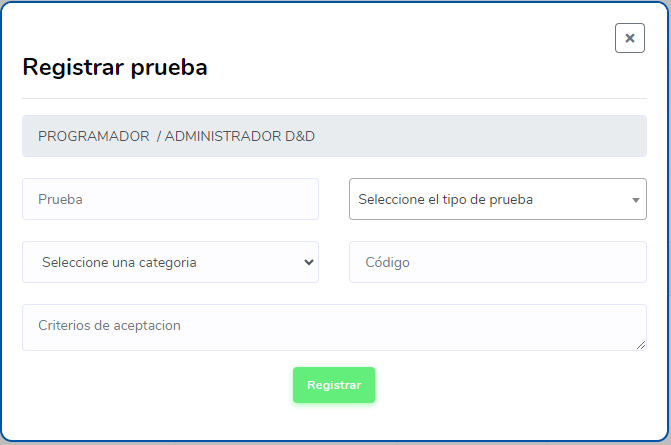 ×
Registrar prueba
PROGRAMADOR / ADMINISTRADOR D&D
Prueba
Seleccione el tipo de prueba
Seleccione una categoria
Código
Criterios de aceptacion
Registrar